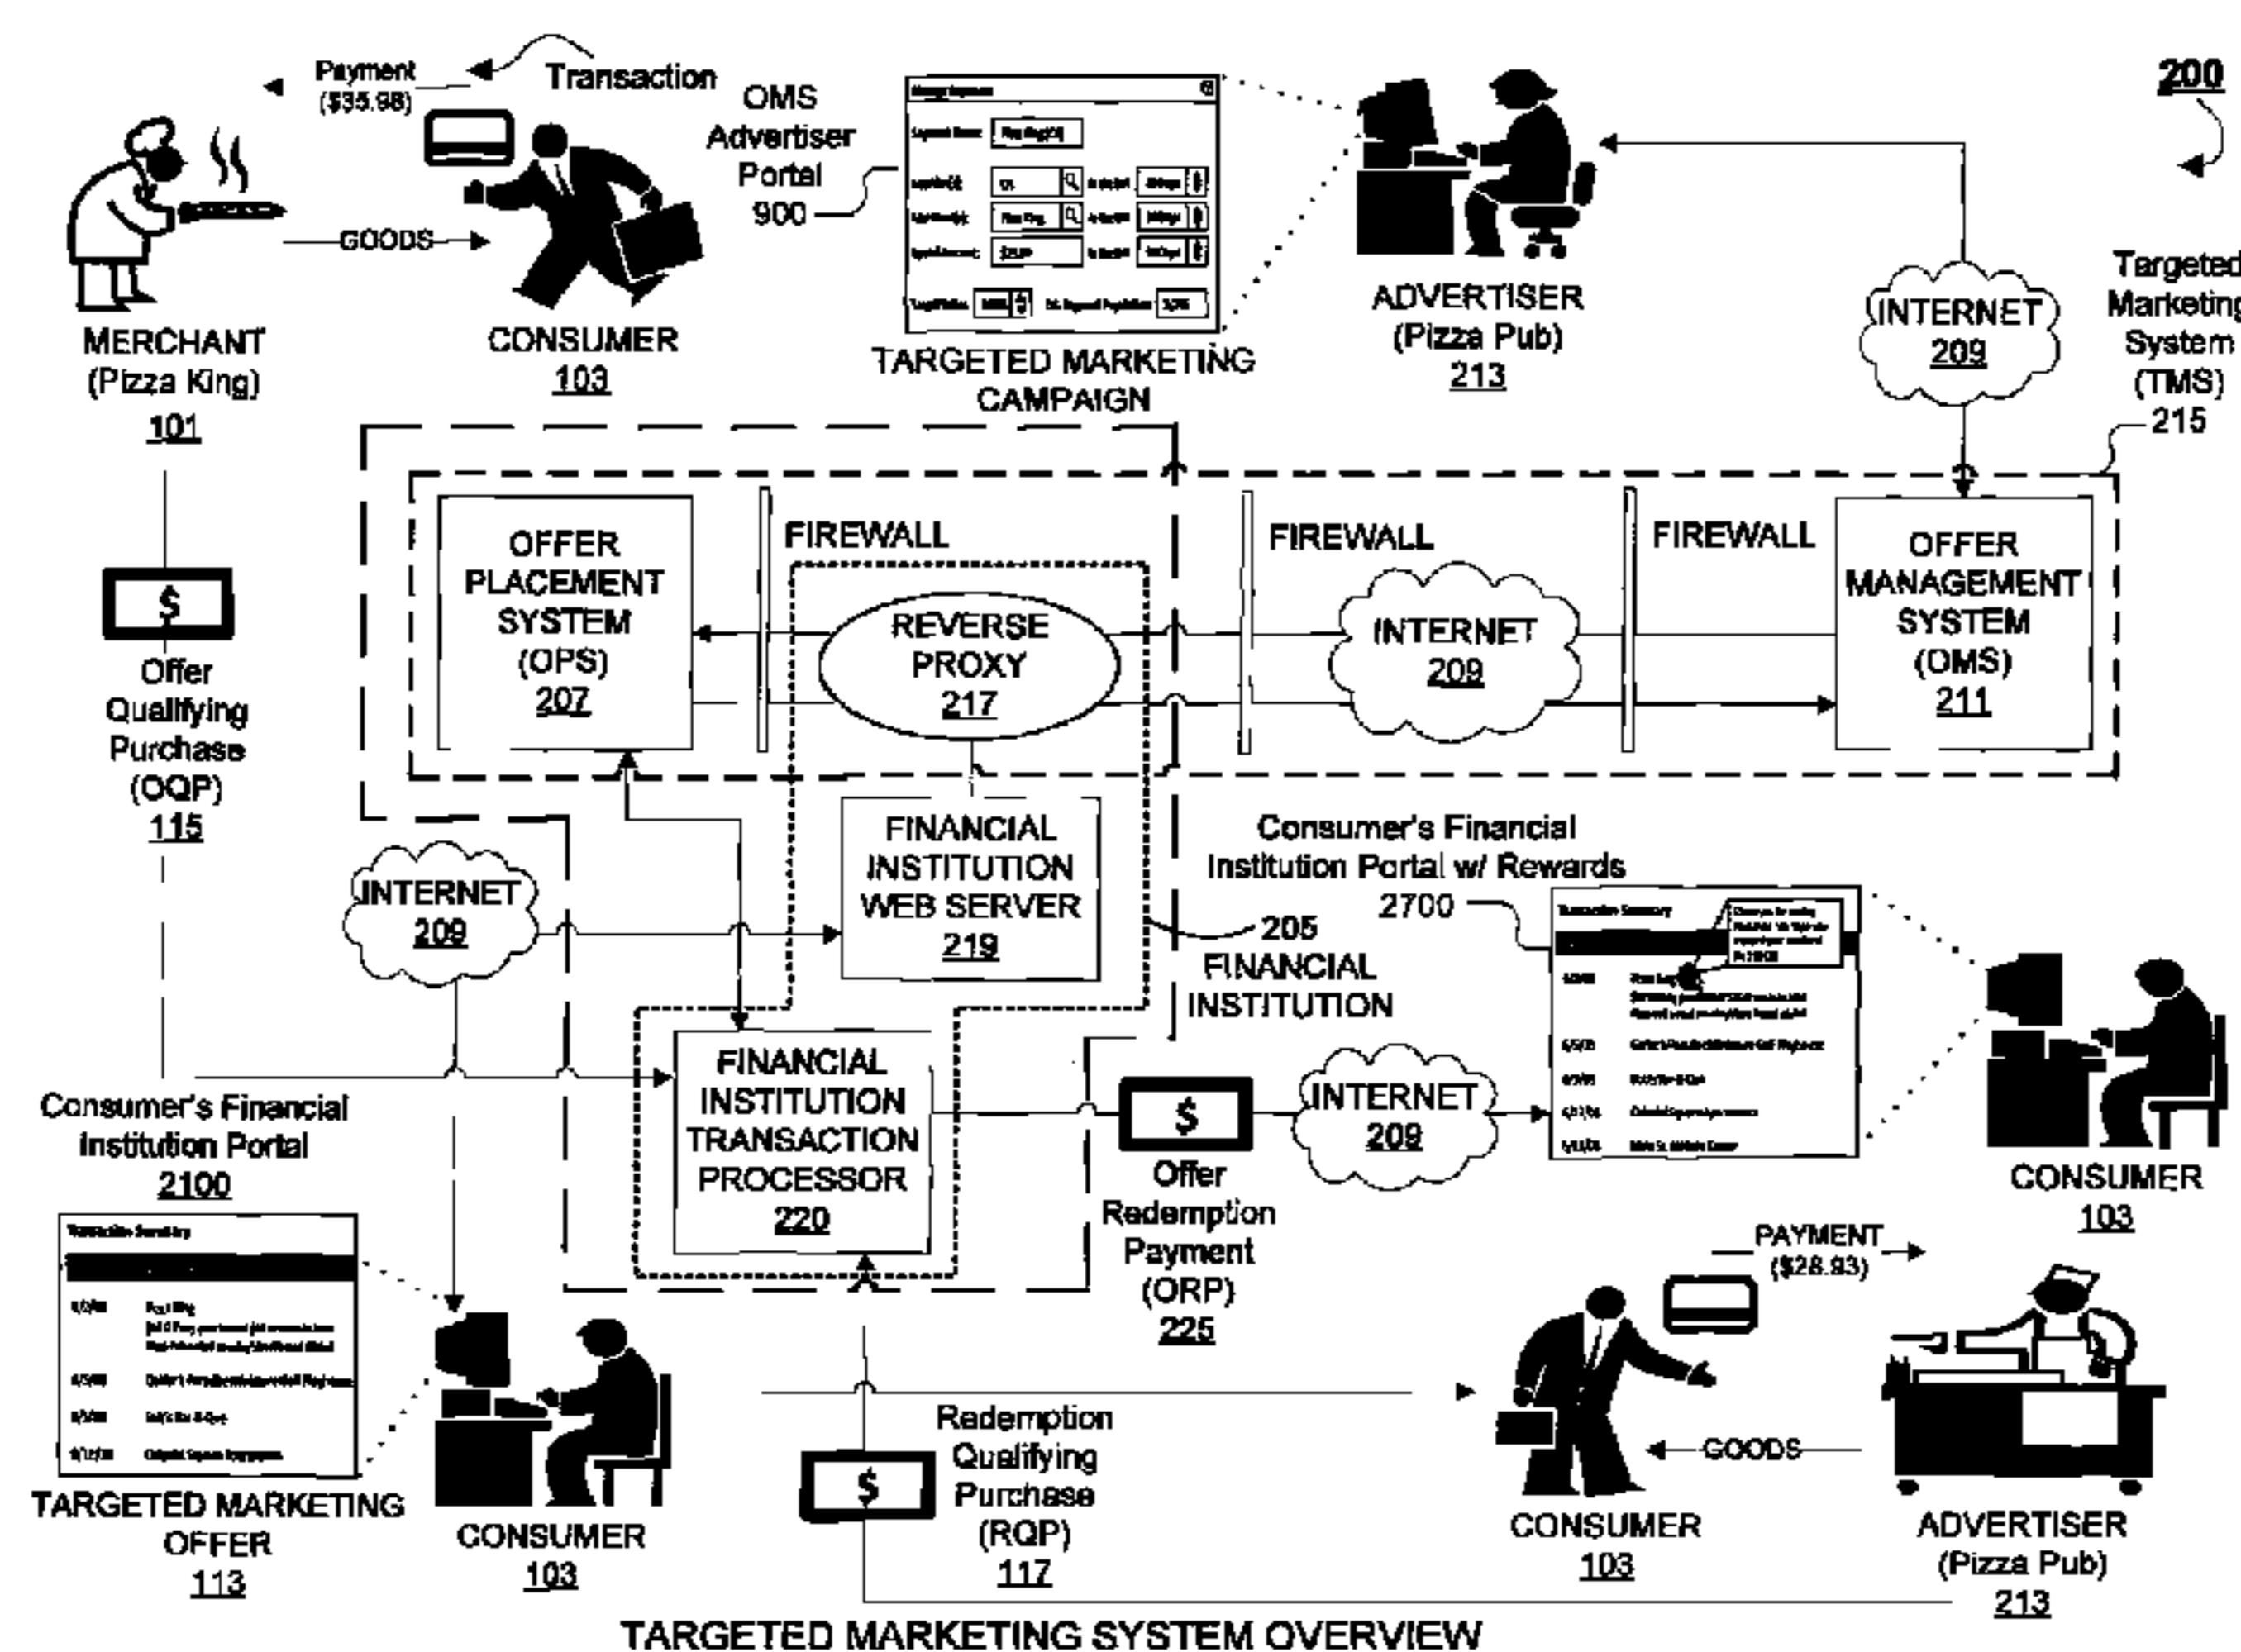 Payment
($35.98)
Transaction
GOODS
MERCHANT
(Pizza King)
101
CONSUMER
103
OMS
Advertiser
Portal
900
TARGETED MARKETING
CAMPAIGN
ADVERTISER
(Pizza Pub)
213
200
INTERNET
209
Targeted
Marketing
System
(TMS)
215
$
Offer
Qualifying
Purchase
(OQP)
115
OFFER
PLACEMENT
SYSTEM
(OPS)
207
FIREWALL
REVERSE
PROXY
217
FIREWALL
INTERNET
209
FIREWALL
OFFER
MANAGEMENT
SYSTEM
(OMS)
211
INTERNET
209
FINANCIAL
INSTITUTION
WEB SERVER
219
205
FINANCIAL
INSTITUTION
Consumer's Financial
Institution Portal w/ Rewards
2700
Transaction Summary
CONSUMER
103
Consumer's Financial
Institution Portal
2100
Transaction Summary
TARGETED MARKETING
OFFER
113
CONSUMER
103
FINANCIAL
INSTITUTION
TRANSACTION
PROCESSOR
220
$
Offer
Redemption
Payment
(ORP)
225
INTERNET
209
$
Redemption
Qualifying
Purchase
(RQP)
117
PAYMENT
($28.93)
GOODS
CONSUMER
103
ADVERTISER
(Pizza Pub)
213
TARGETED MARKETING SYSTEM OVERVIEW